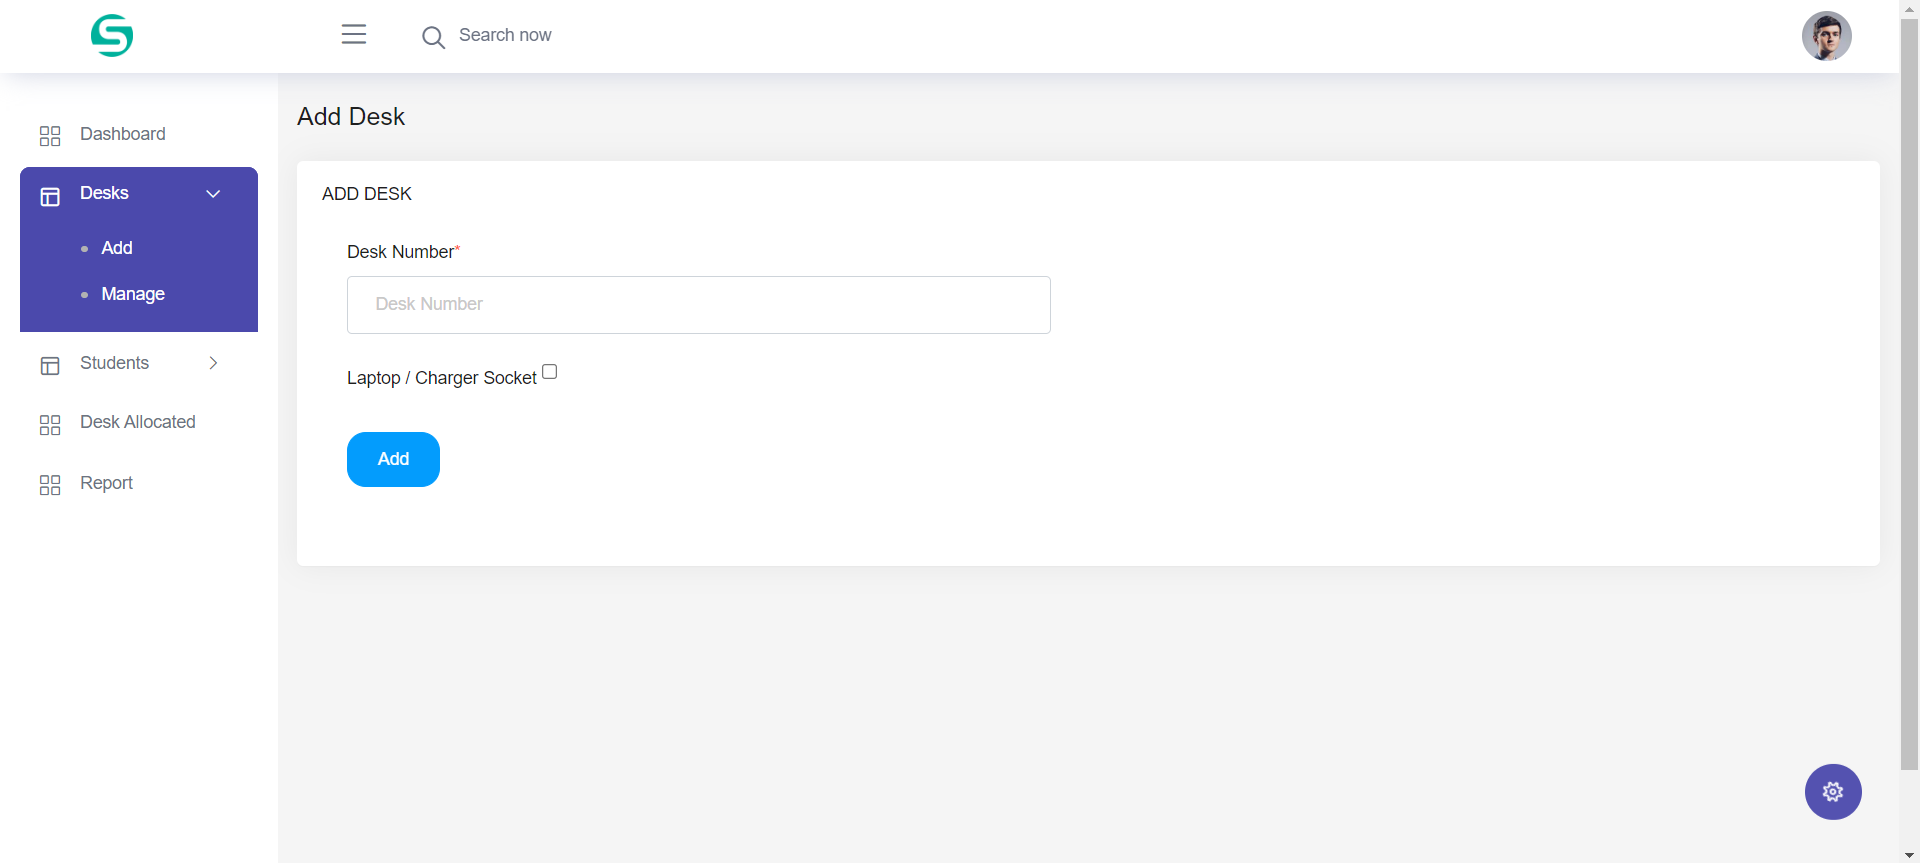 Search now
Dashboard
Desks
Add
Manage
Students
Desk Allocated
Report
Add Desk
ADD DESK
Desk Number*
Desk Number
Laptop / Charger Socket
Add